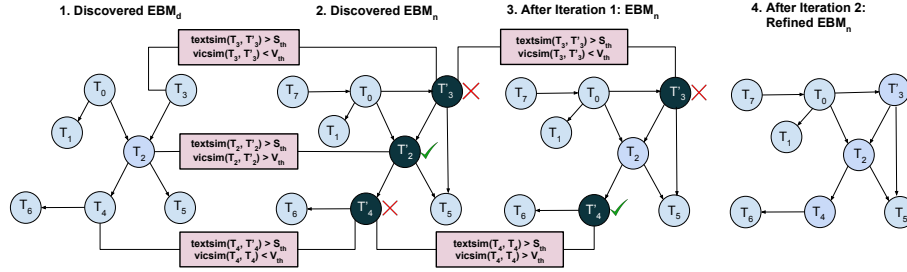 1. Discovered EBM_d
2. Discovered EBM_n
3. After Iteration 1: EBM_n
4. After Iteration 2:
Refined EBM_n
textsim(T_3, T'_3) > S_th
vicsim(T_3, T'_3) < V_th
textsim(T_3, T'_3) > S_th
vicsim(T_3, T'_3) < V_th
T_0
T_3
T_1
T_2
T_6
T_4
T_5
textsim(T_2, T'_2) > S_th
vicsim(T_2, T'_2) > V_th
T_7
T_0
T'_3
T_1
T'_2
T_6
T'_4
T_5
T_7
T_0
T'_3
T_1
T_2
T_6
T'_4
T_5
T_7
T_0
T'_3
T_1
T_2
T_6
T_4
T_5
textsim(T_4, T'_4) > S_th
vicsim(T_4, T_4) < V_th
textsim(T_4, T_4) > S_th
vicsim(T_4, T_4) > V_th